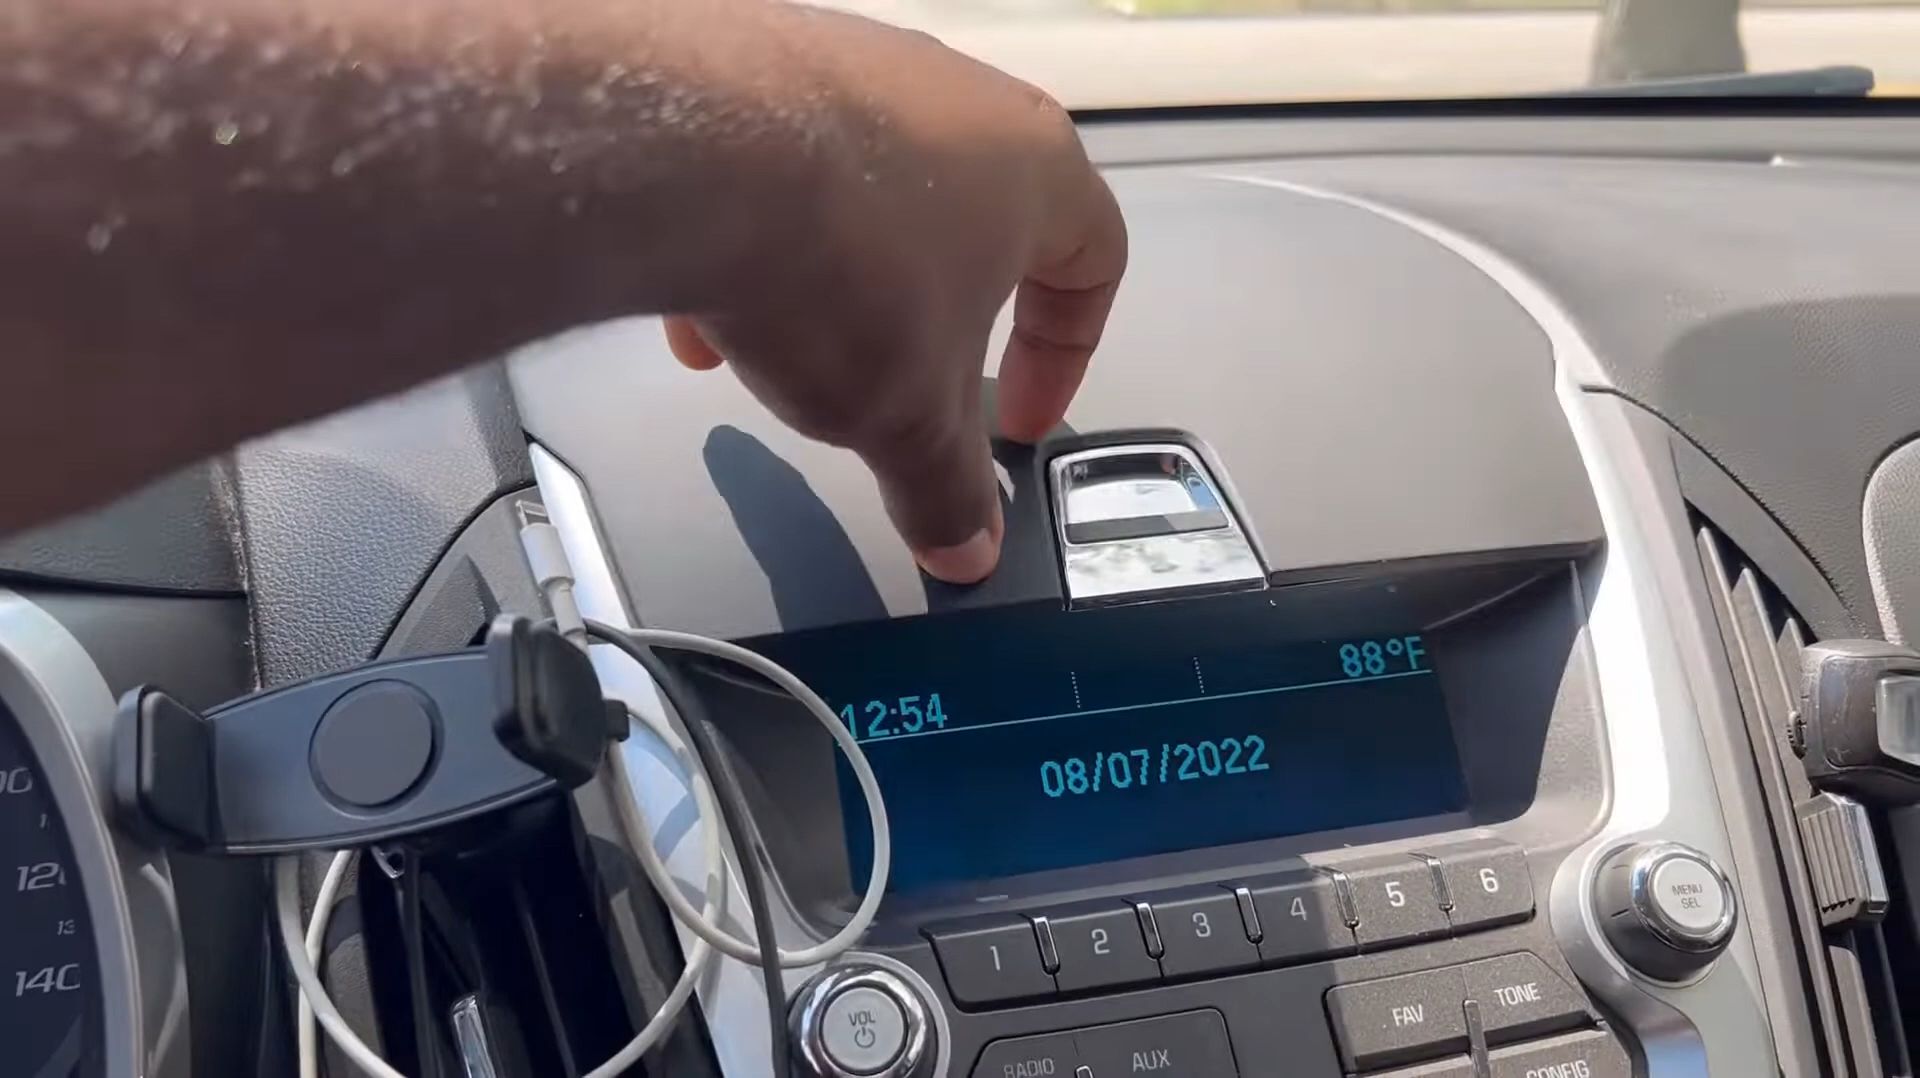 88°F
12:54
08/07/2022
1 2 3 4 5 6
MENU
SEL
VOL
FAV
TONE
RADIO
AUX
CONFIG
140